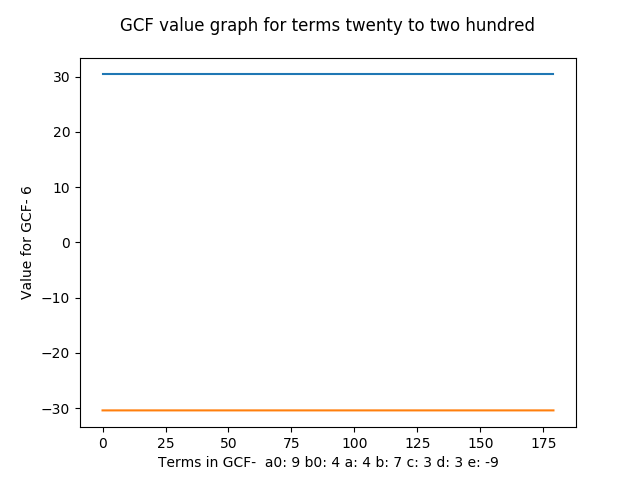 GCF value graph for terms twenty to two hundred
30
20
10
0
−10
−20
−30
Value for GCF- 6
0 25 50 75 100 125 150 175
Terms in GCF-  a0: 9 b0: 4 a: 4 b: 7 c: 3 d: 3 e: -9